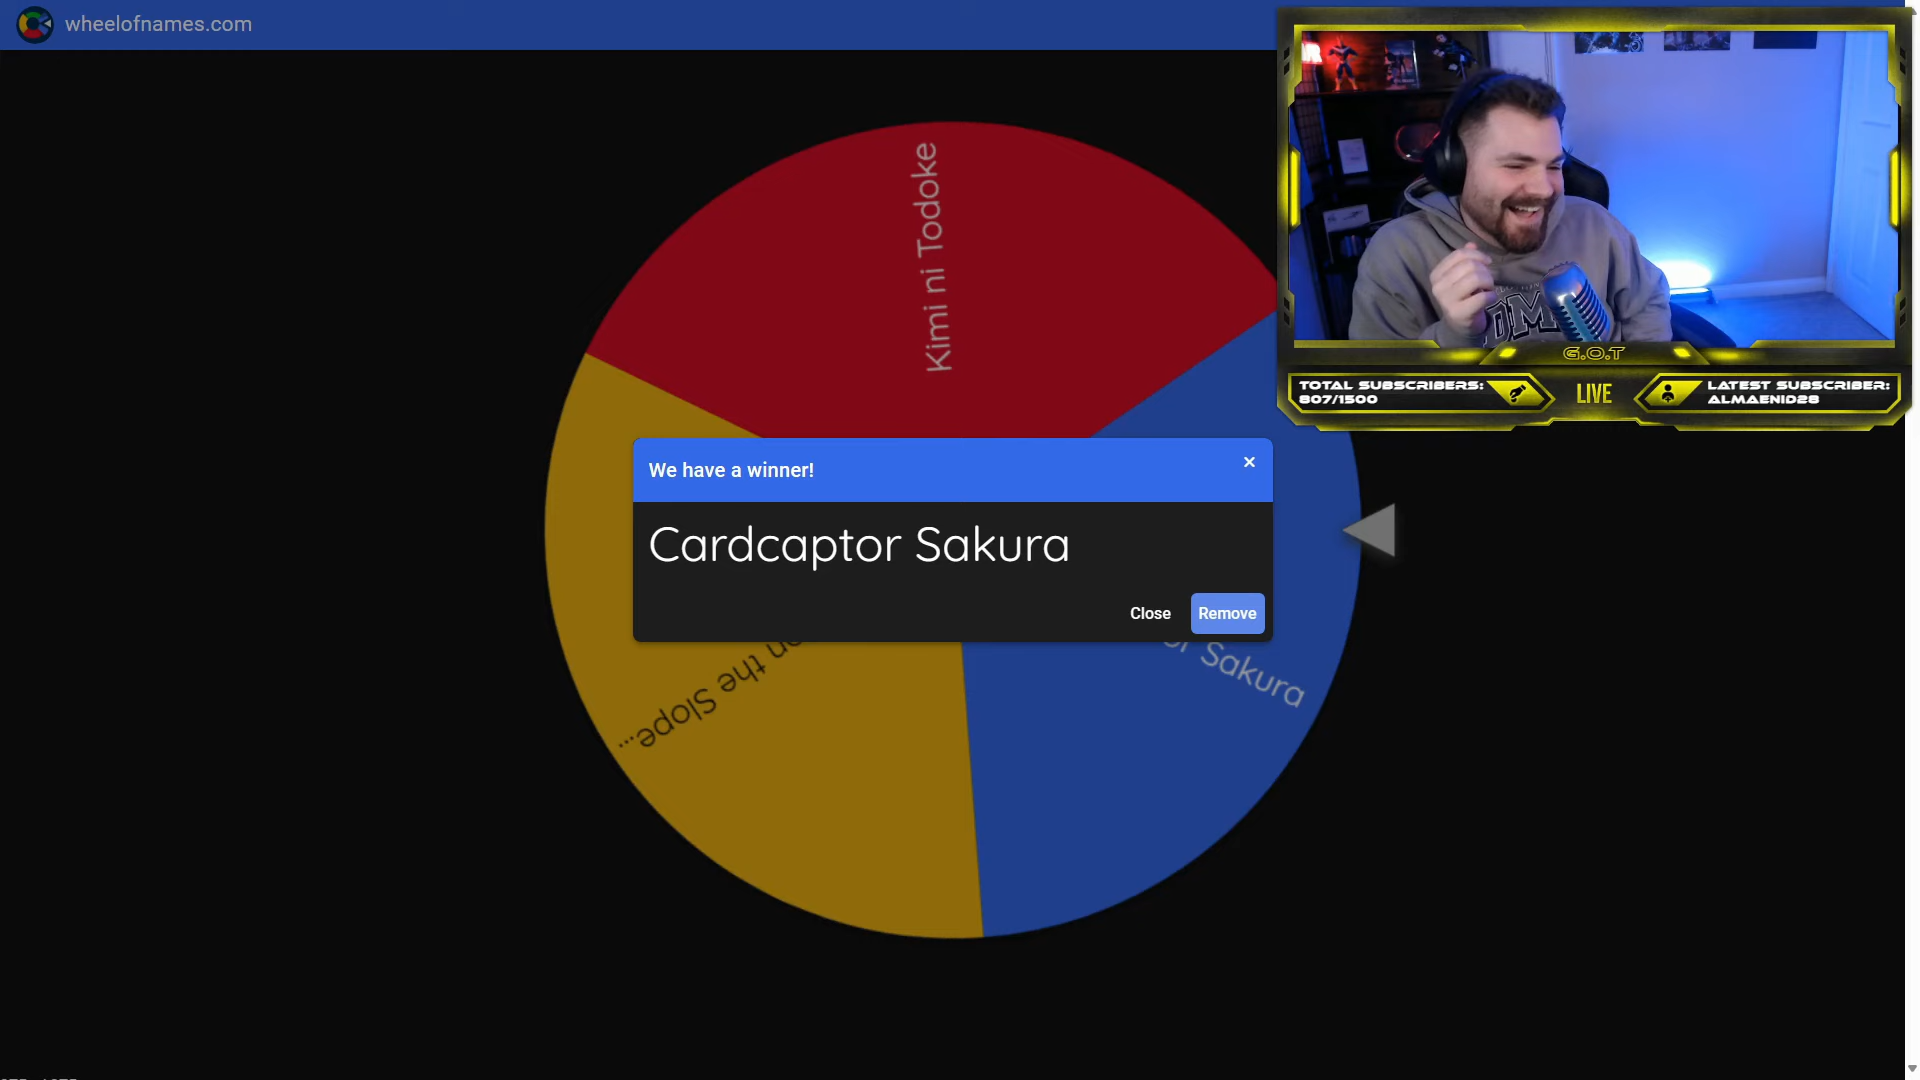 wheelofnames.com
Kimi ni Todoke
We have a winner!
Cardcaptor Sakura
Close
Remove
the Slope...
Sakura
G.O.T
TOTAL SUBSCRIBERS:
807/1500
LIVE
LATEST SUBSCRIBER:
ALMAENID28